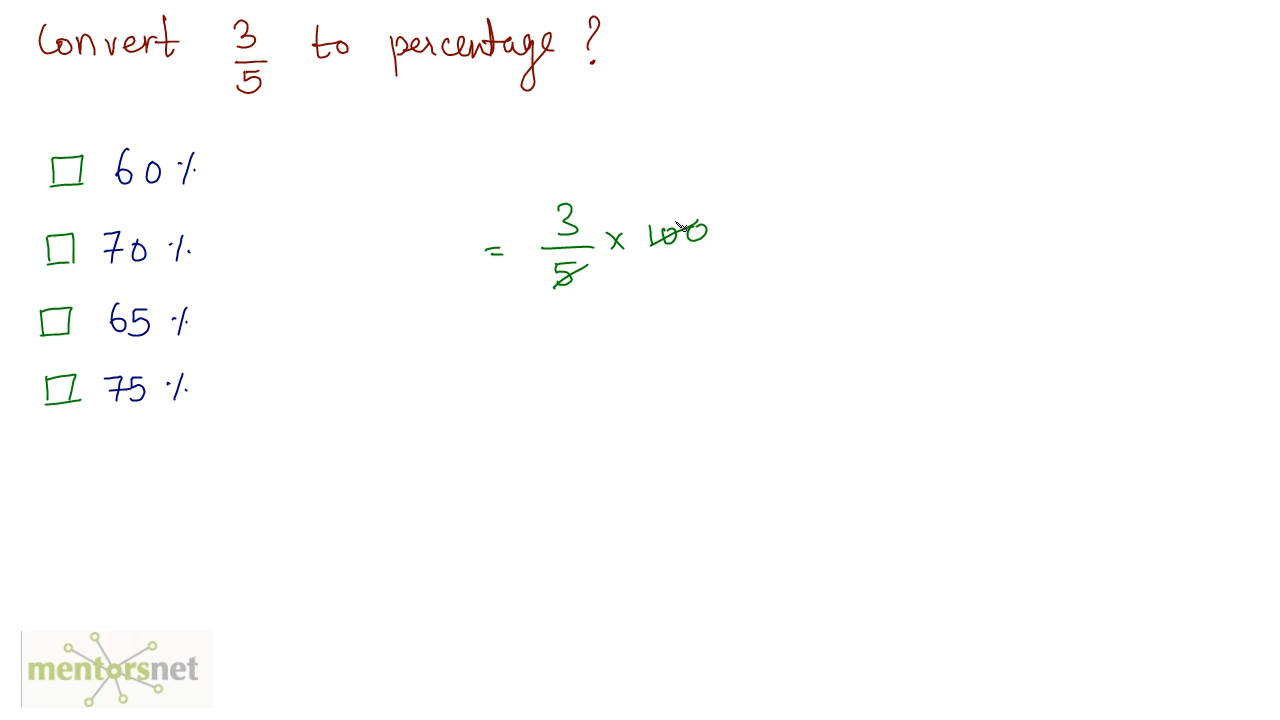 Convert 3/5 to percentage ?
60 %
70 %
65 %
75 %
= 3/5 × 100
mentorsnet